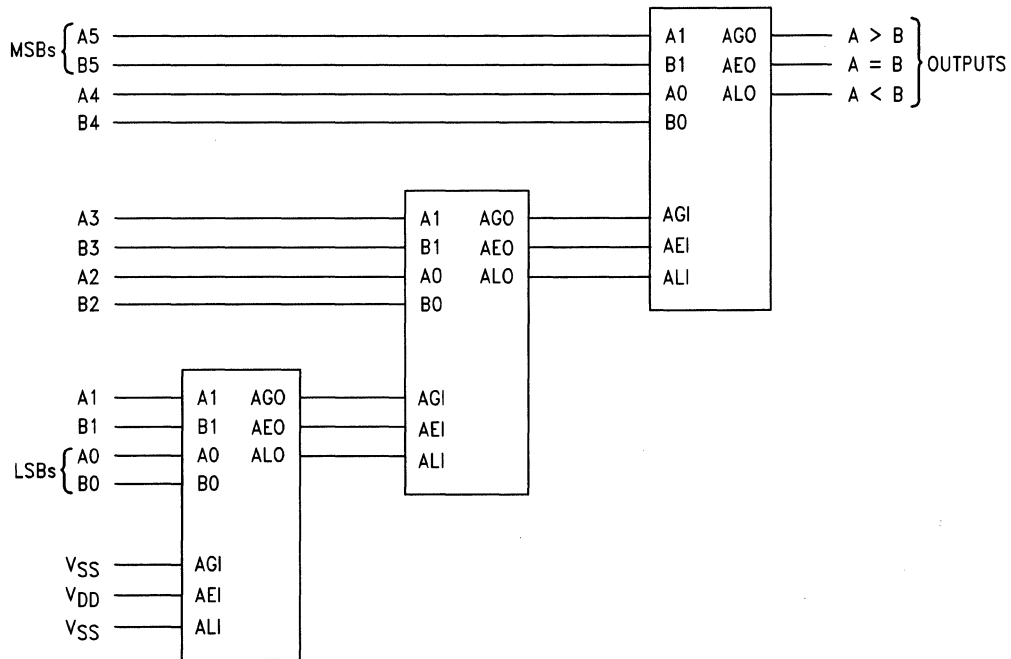 MSBs { A5 A1 AGO A > B
B5 B1 AEO A = B } OUTPUTS
A4 A0 ALO A < B
B4 B0
A3 A1 AGO AGI
B3 B1 AEO AEI
A2 A0 ALO ALI
B2 B0
A1 A1 AGO AGI
B1 B1 AEO AEI
LSBs { A0 A0 ALO ALI
B0 B0
VSS AGI
VDD AEI
VSS ALI